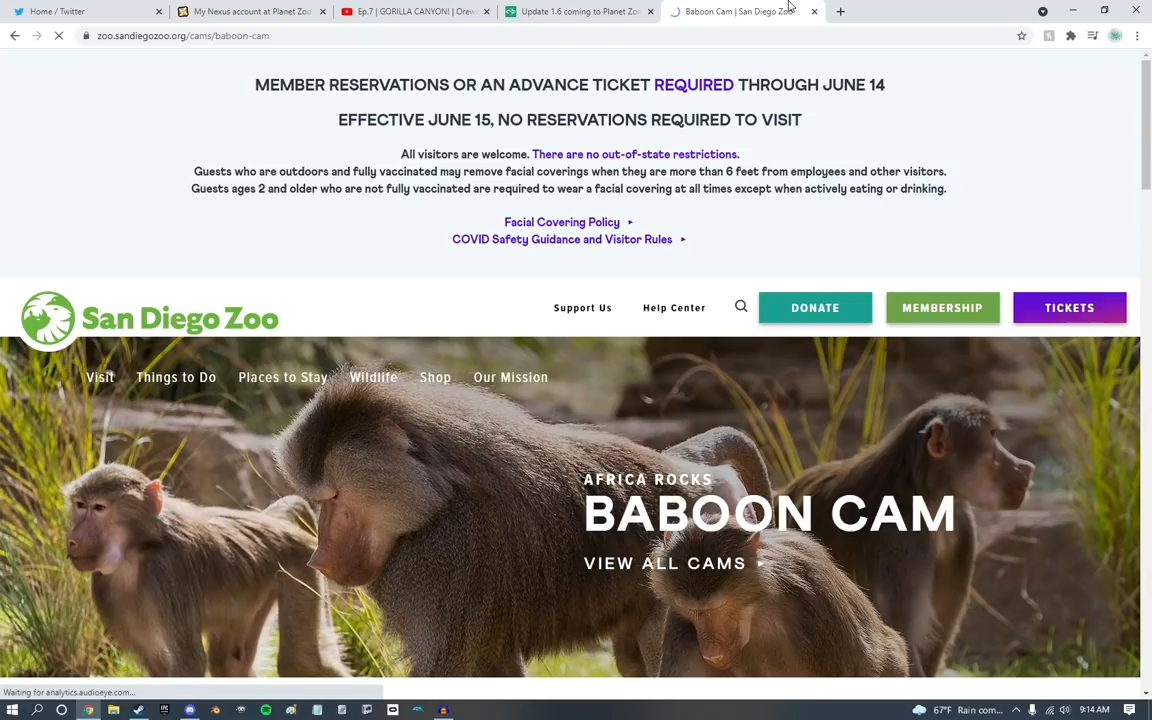 Home / Twitter
My Nexus account at Planet Zoo
Ep.7 | GORILLA CANYON! | Orew
Update 1.6 coming to Planet Zoo
Baboon Cam | San Diego Zoo
zoo.sandiegozoo.org/cams/baboon-cam
MEMBER RESERVATIONS OR AN ADVANCE TICKET REQUIRED THROUGH JUNE 14
EFFECTIVE JUNE 15, NO RESERVATIONS REQUIRED TO VISIT
All visitors are welcome. There are no out-of-state restrictions.
Guests who are outdoors and fully vaccinated may remove facial coverings when they are more than 6 feet from employees and other visitors.
Guests ages 2 and older who are not fully vaccinated are required to wear a facial covering at all times except when actively eating or drinking.
Facial Covering Policy
COVID Safety Guidance and Visitor Rules
San Diego Zoo
Support Us
Help Center
DONATE
MEMBERSHIP
TICKETS
Visit
Things to Do
Places to Stay
Wildlife
Shop
Our Mission
AFRICA ROCKS
BABOON CAM
VIEW ALL CAMS
Waiting for analytics.audioeye.com...
67°F Rain com...
9:14 AM